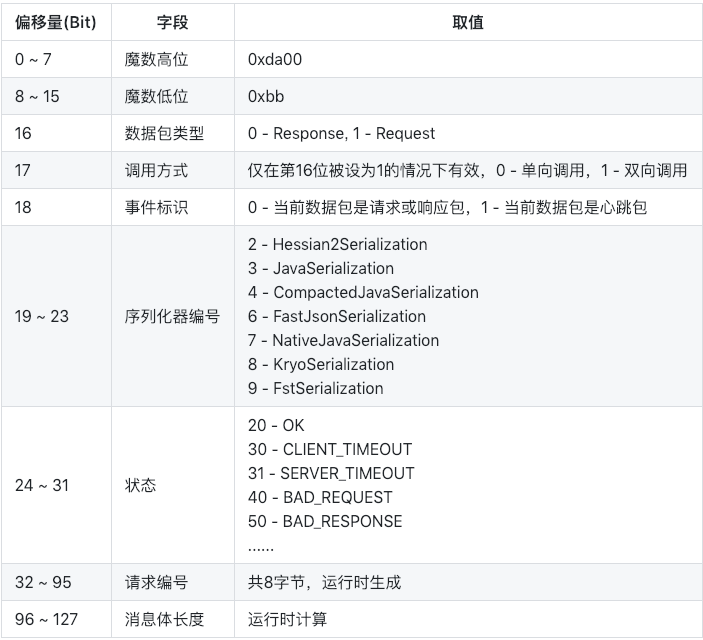 偏移量(Bit) 字段 取值
0 ~ 7 魔数高位 0xda00
8 ~ 15 魔数低位 0xbb
16 数据包类型 0 - Response, 1 - Request
17 调用方式 仅在第16位被设为1的情况下有效，0 - 单向调用，1 - 双向调用
18 事件标识 0 - 当前数据包是请求或响应包，1 - 当前数据包是心跳包
19 ~ 23 序列化器编号
2 - Hessian2Serialization
3 - JavaSerialization
4 - CompactedJavaSerialization
6 - FastJsonSerialization
7 - NativeJavaSerialization
8 - KryoSerialization
9 - FstSerialization
24 ~ 31 状态
20 - OK
30 - CLIENT_TIMEOUT
31 - SERVER_TIMEOUT
40 - BAD_REQUEST
50 - BAD_RESPONSE
......
32 ~ 95 请求编号 共8字节，运行时生成
96 ~ 127 消息体长度 运行时计算